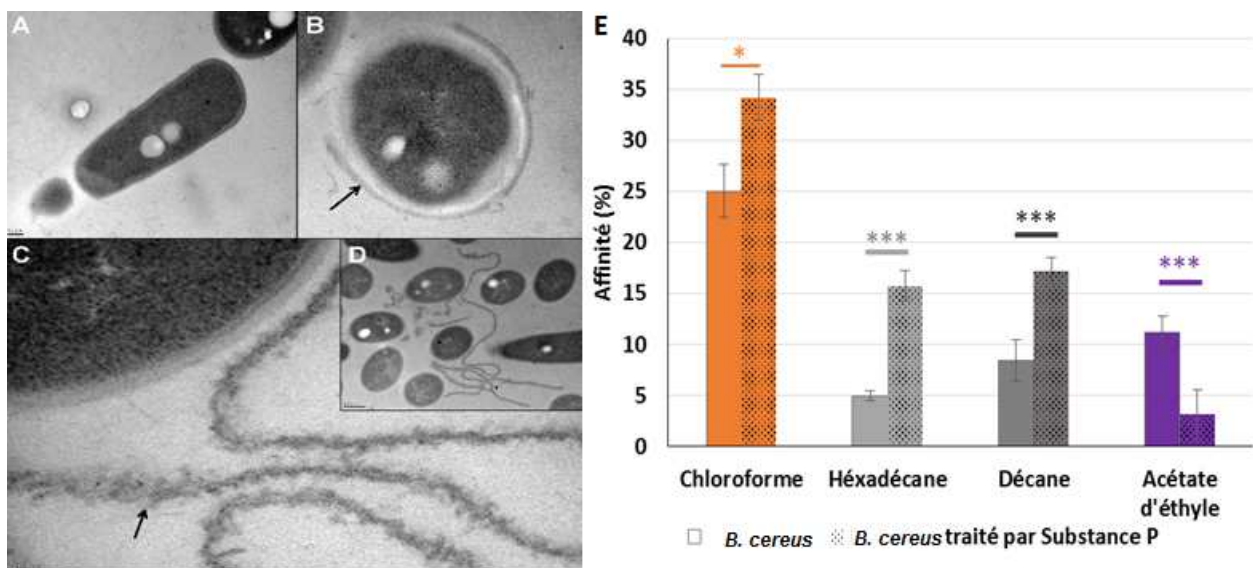 A
B
C
D
E
Affinité (%)
40
35
30
25
20
15
10
5
0
*
***
***
***
Chloroforme Héxadécane Décane Acétate
d'éthyle
B. cereus B. cereus traité par Substance P